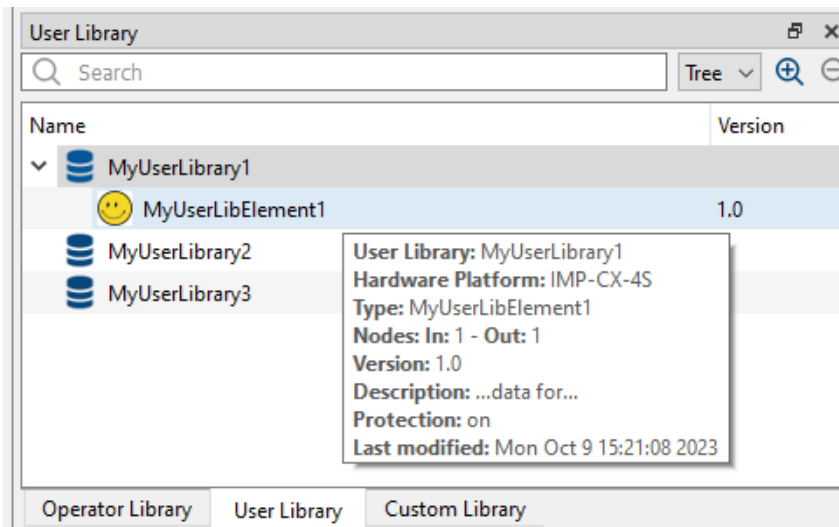 User Library
Search
Tree
Name Version
MyUserLibrary1
MyUserLibElement1 1.0
MyUserLibrary2
MyUserLibrary3
User Library: MyUserLibrary1
Hardware Platform: IMP-CX-4S
Type: MyUserLibElement1
Nodes: In: 1 - Out: 1
Version: 1.0
Description: ...data for...
Protection: on
Last modified: Mon Oct 9 15:21:08 2023
Operator Library User Library Custom Library